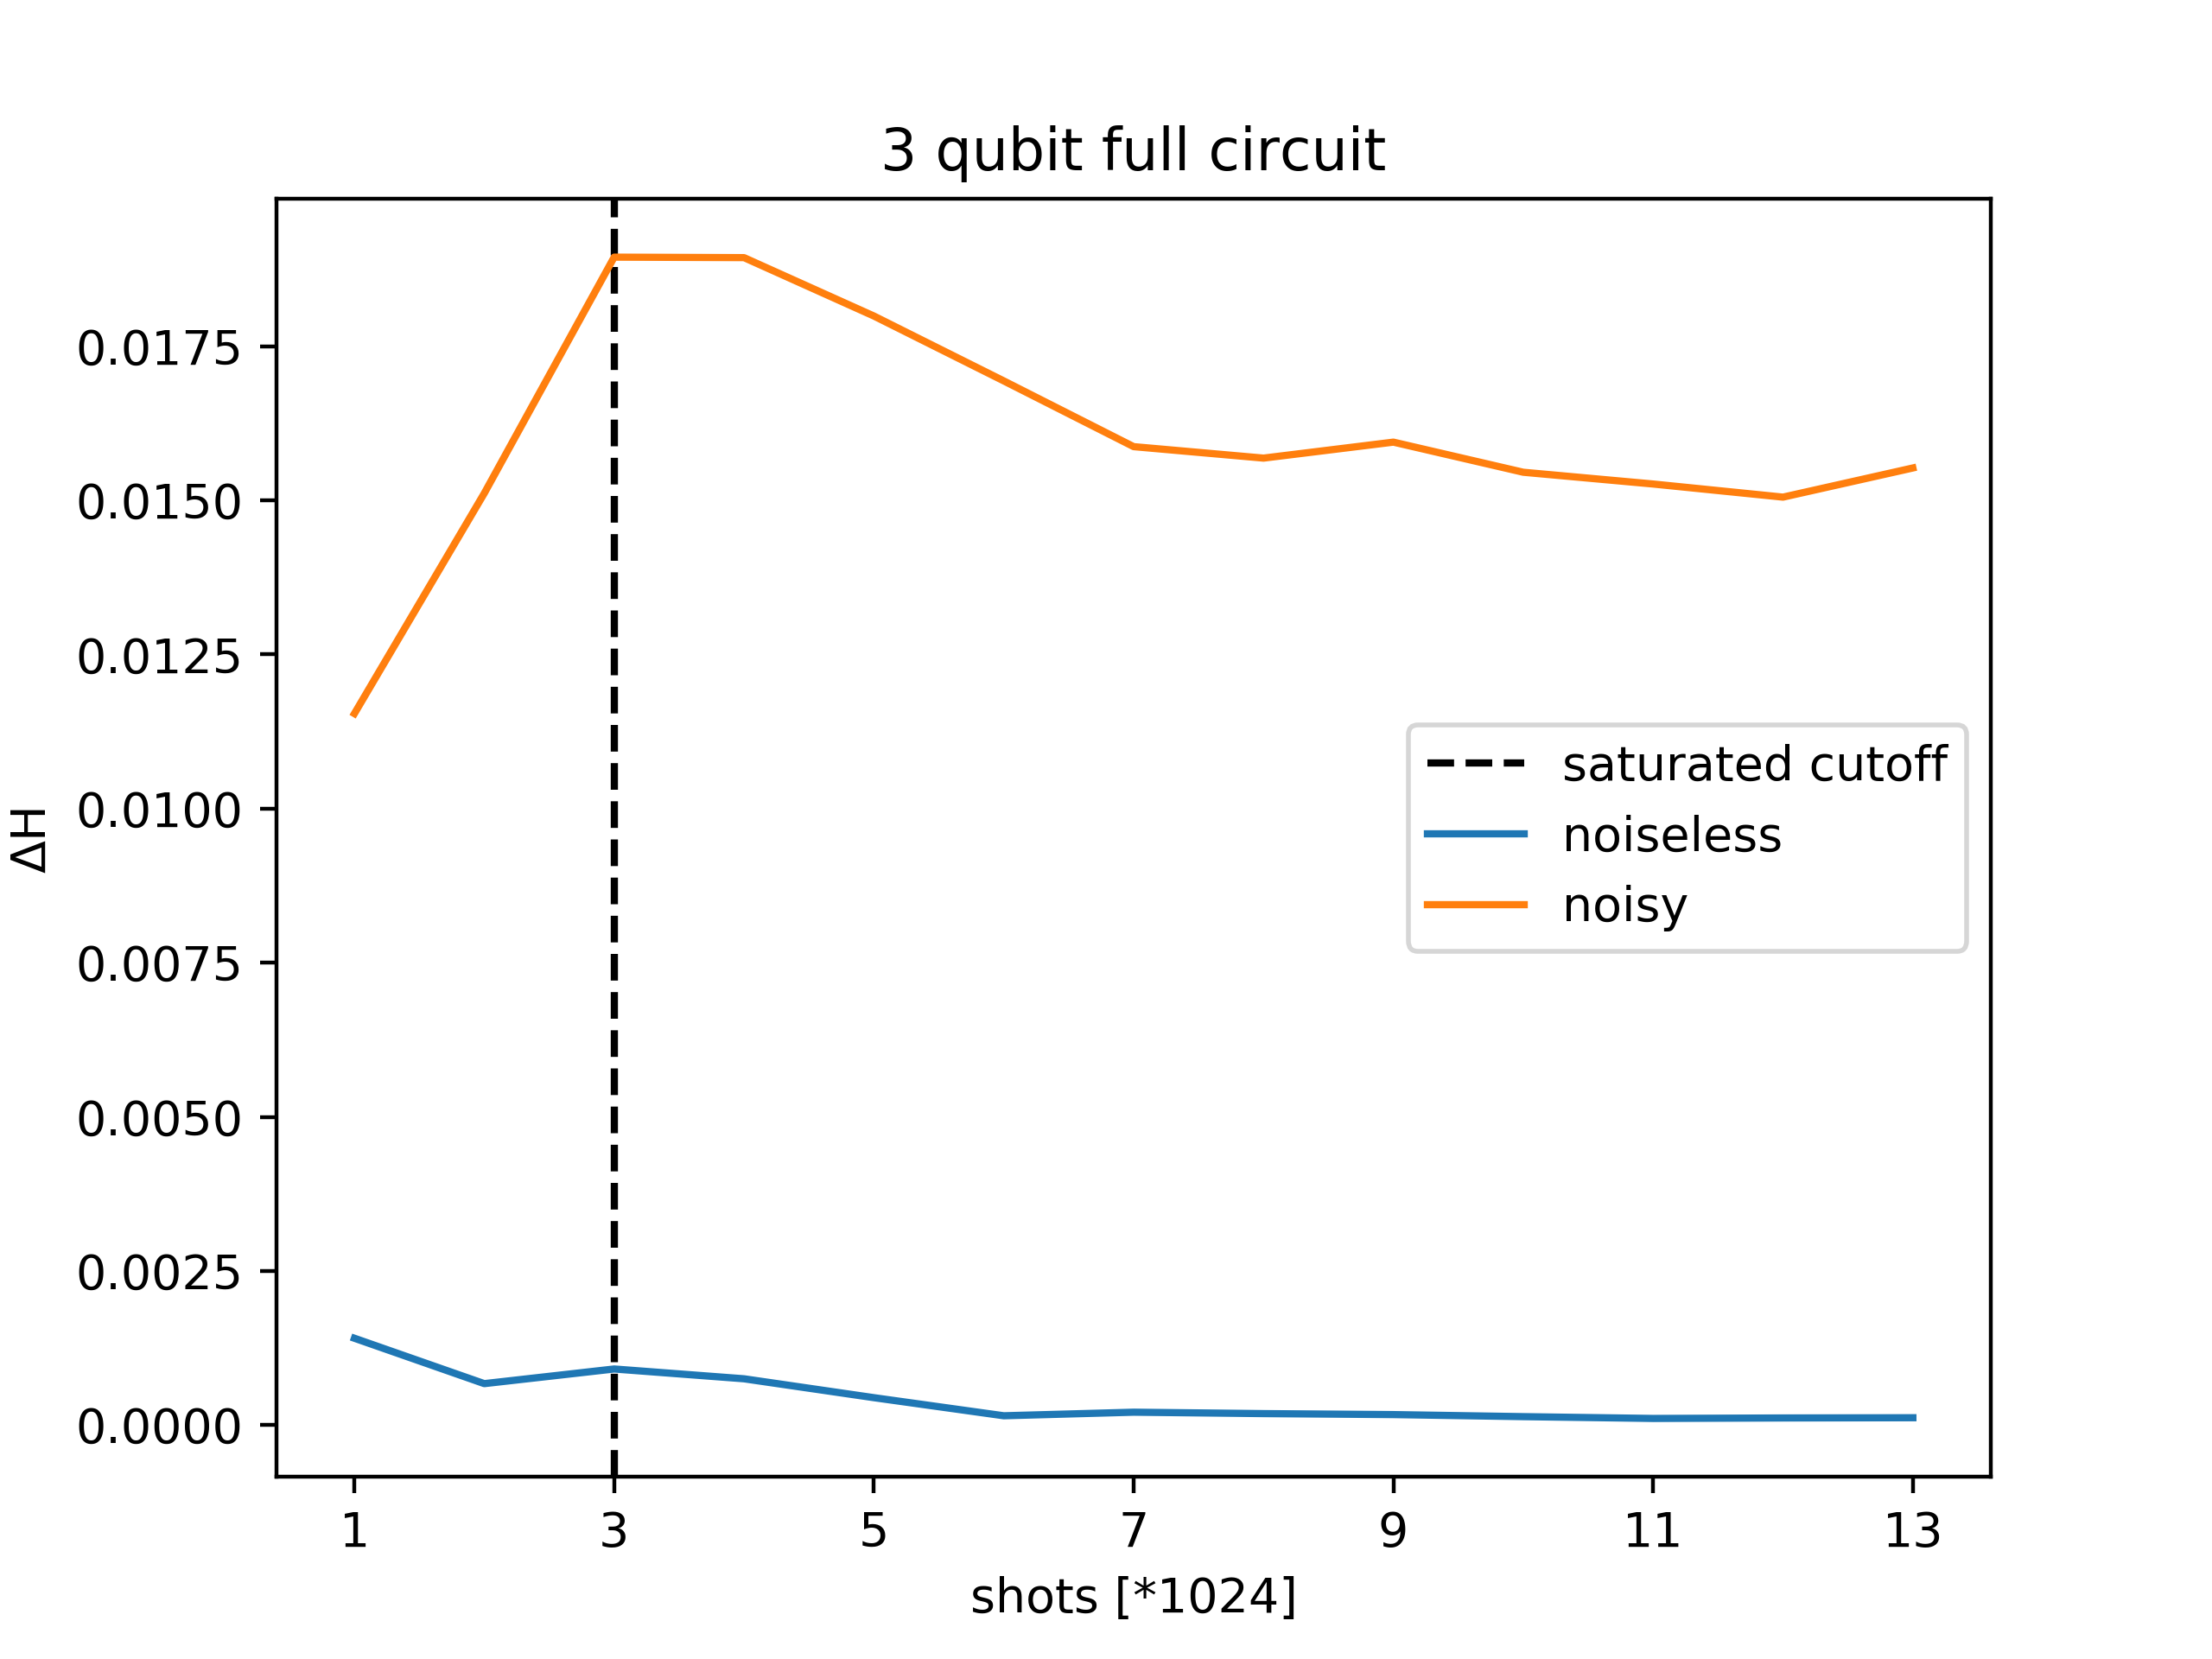 3 qubit full circuit
0.0175
0.0150
0.0125
0.0100
0.0075
0.0050
0.0025
0.0000
ΔH
saturated cutoff
noiseless
noisy
1 3 5 7 9 11 13
shots [*1024]